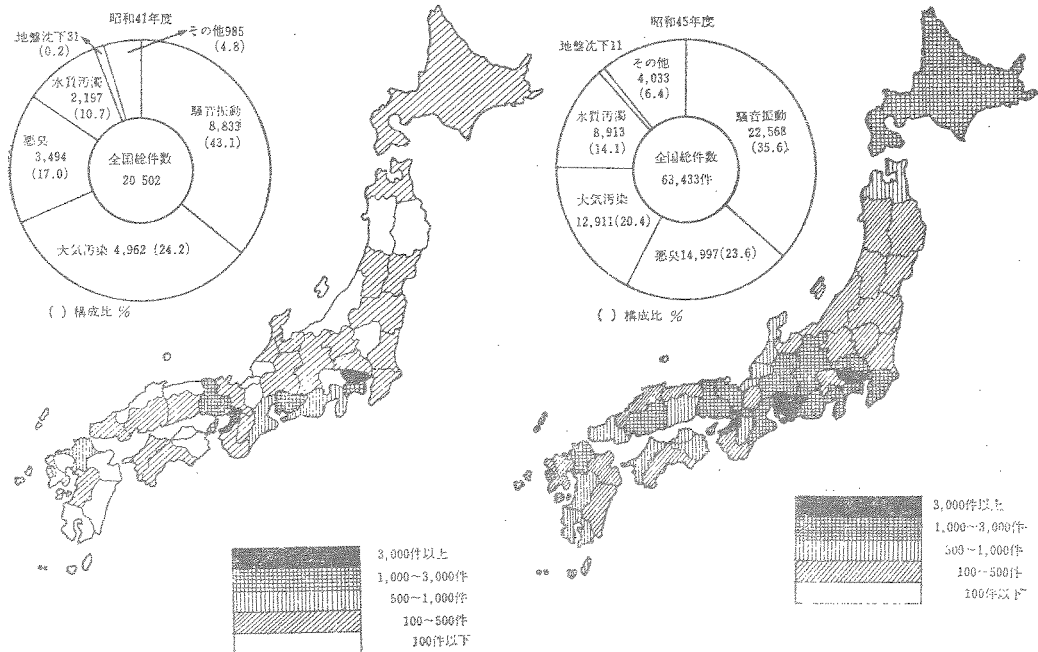 昭和41年度
地盤沈下31
(0.2)
その他985
(4.8)
水質汚濁
2,197
(10.7)
騒音振動
8,833
(43.1)
悪臭
3,494
(17.0)
全国総件数
20 502
大気汚染 4,962 (24.2)
( ) 構成比 %
3,000件以上
1,000〜3,000件
500〜1,000件
100〜500件
100件以下
昭和45年度
地盤沈下11
その他
4,033
(6.4)
水質汚濁
8,913
(14.1)
騒音振動
22,568
(35.6)
全国総件数
63,433件
大気汚染
12,911(20.4)
悪臭14,997(23.6)
( ) 構成比 %
3,000件以上
1,000〜3,000件
500〜1,000件
100〜500件
100件以下